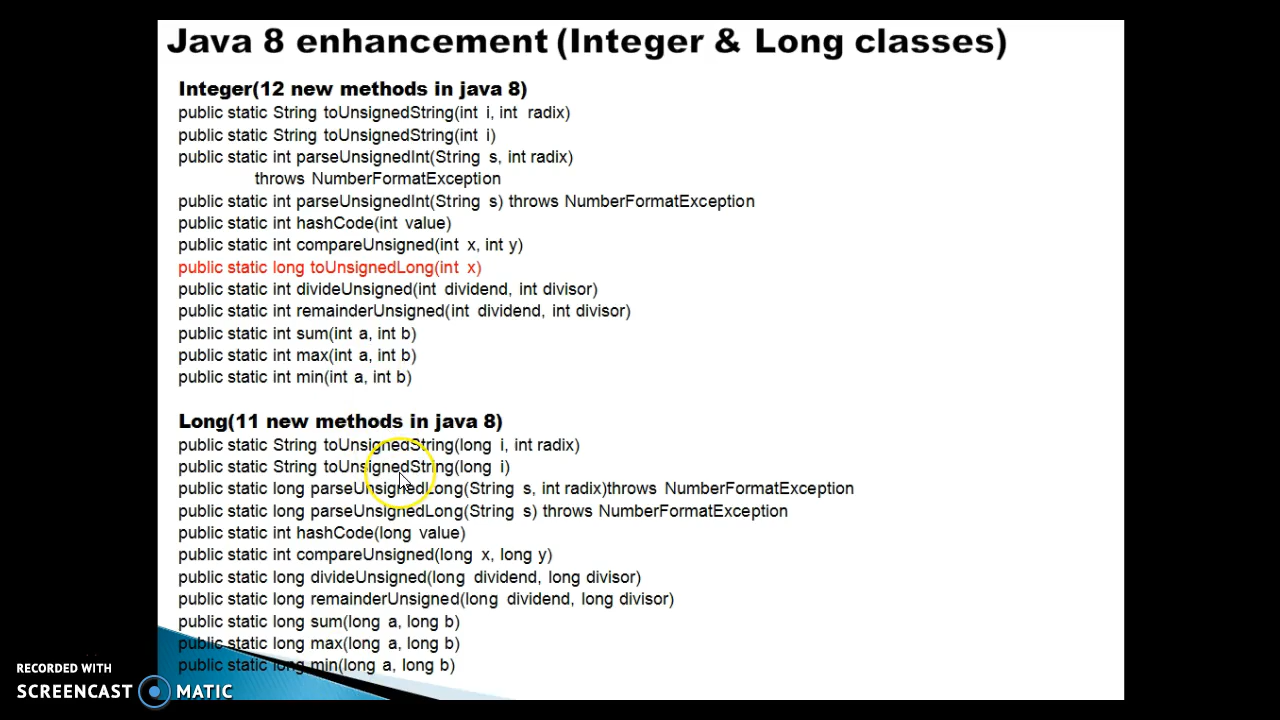 Java 8 enhancement (Integer & Long classes)
Integer(12 new methods in java 8)
public static String toUnsignedString(int i, int radix)
public static String toUnsignedString(int i)
public static int parseUnsignedInt(String s, int radix)
throws NumberFormatException
public static int parseUnsignedInt(String s) throws NumberFormatException
public static int hashCode(int value)
public static int compareUnsigned(int x, int y)
public static long toUnsignedLong(int x)
public static int divideUnsigned(int dividend, int divisor)
public static int remainderUnsigned(int dividend, int divisor)
public static int sum(int a, int b)
public static int max(int a, int b)
public static int min(int a, int b)
Long(11 new methods in java 8)
public static String toUnsignedString(long i, int radix)
public static String toUnsignedString(long i)
public static long parseUnsignedLong(String s, int radix)throws NumberFormatException
public static long parseUnsignedLong(String s) throws NumberFormatException
public static int hashCode(long value)
public static int compareUnsigned(long x, long y)
public static long divideUnsigned(long dividend, long divisor)
public static long remainderUnsigned(long dividend, long divisor)
public static long sum(long a, long b)
public static long max(long a, long b)
public static long min(long a, long b)
RECORDED WITH
SCREENCAST MATIC